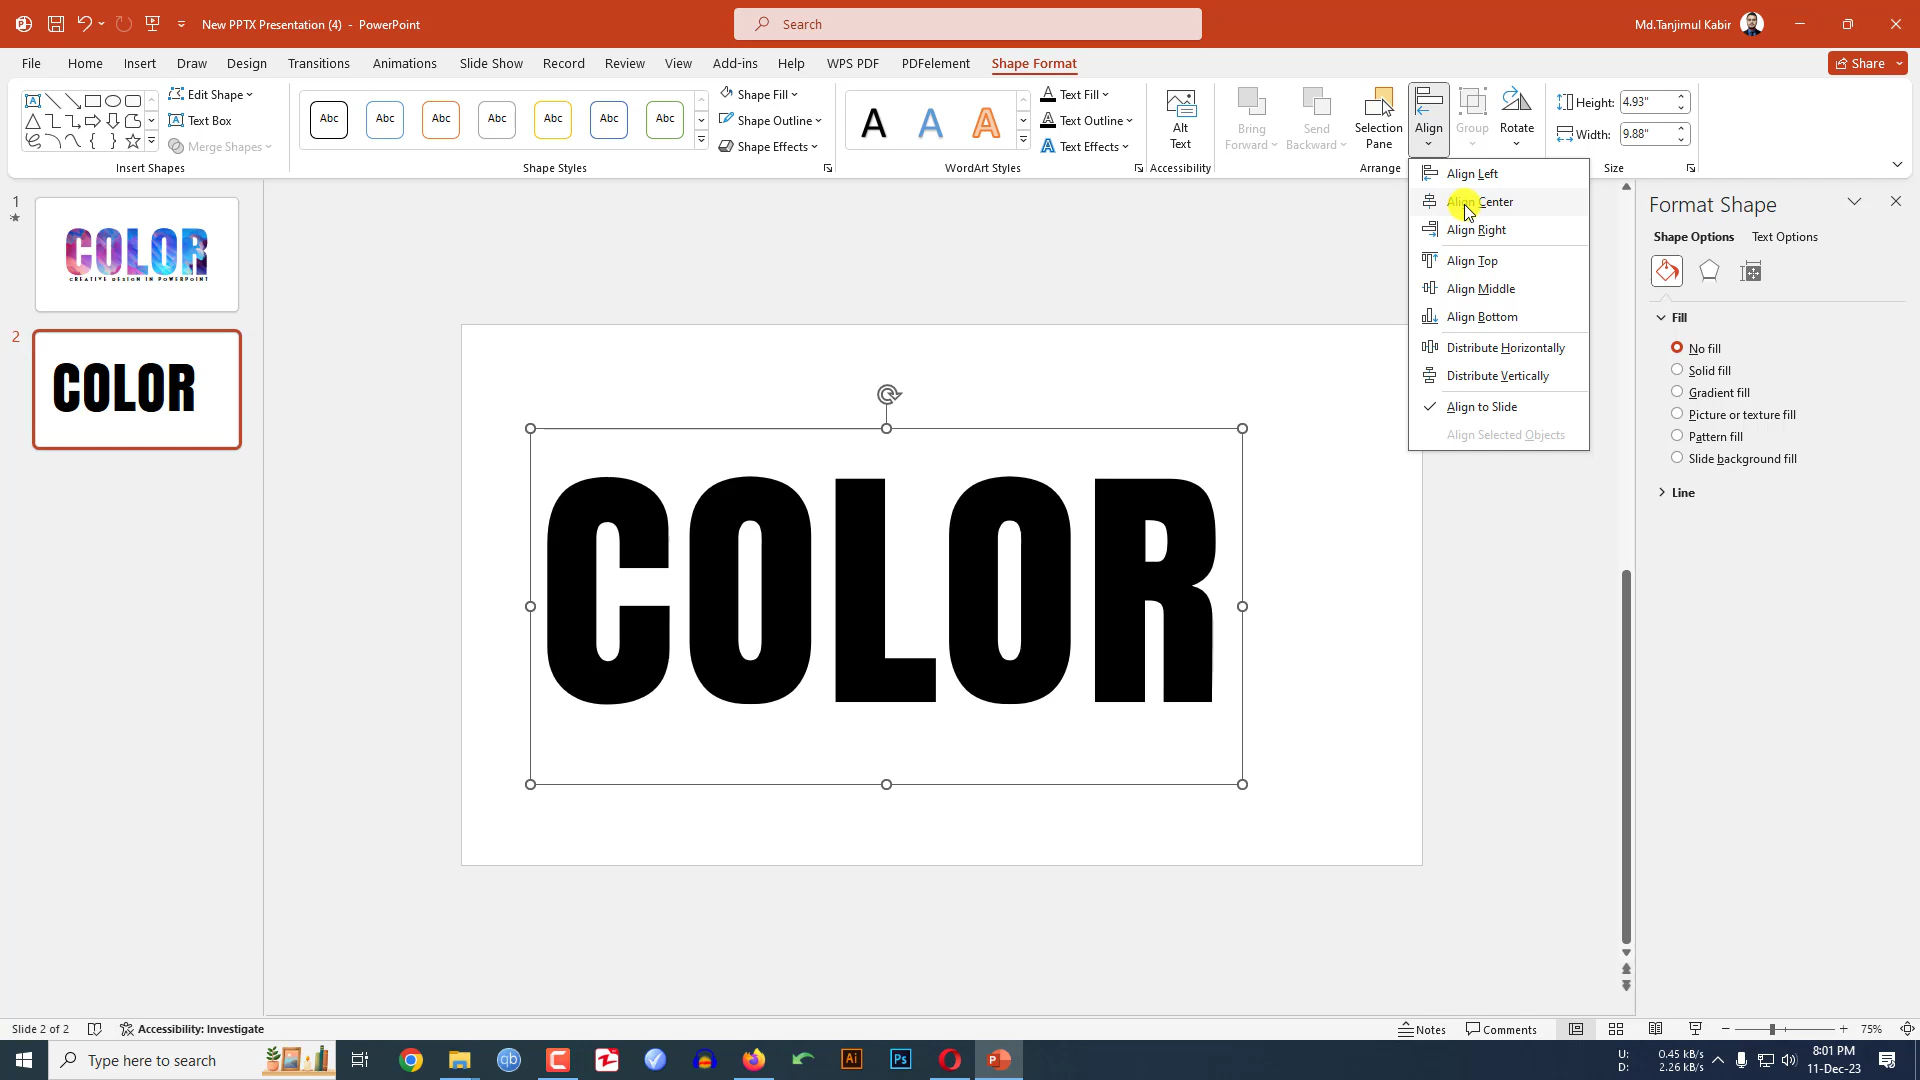 New PPTX Presentation (4) - PowerPoint
Search
Md.Tanjimul Kabir
File
Home
Insert
Draw
Design
Transitions
Animations
Slide Show
Record
Review
View
Add-ins
Help
WPS PDF
PDFelement
Shape Format
Share
Edit Shape
Text Box
Merge Shapes
Insert Shapes
Abc
Abc
Abc
Abc
Abc
Abc
Abc
Shape Fill
Shape Outline
Shape Effects
Shape Styles
A
A
A
Text Fill
Text Outline
Text Effects
WordArt Styles
Alt
Text
Accessibility
Bring
Forward
Send
Backward
Selection
Pane
Align
Group
Rotate
Arrange
Height: 4.93"
Width: 9.88"
Size
Align Left
Align Center
Align Right
Align Top
Align Middle
Align Bottom
Distribute Horizontally
Distribute Vertically
Align to Slide
Align Selected Objects
1
COLOR
CREATIVE DESIGN IN POWERPOINT
2
COLOR
COLOR
Format Shape
Shape Options
Text Options
Fill
No fill
Solid fill
Gradient fill
Picture or texture fill
Pattern fill
Slide background fill
Line
Slide 2 of 2
Accessibility: Investigate
Notes
Comments
75%
Type here to search
qb
Ai
Ps
U: 0.45 kB/s
D: 2.26 kB/s
8:01 PM
11-Dec-23